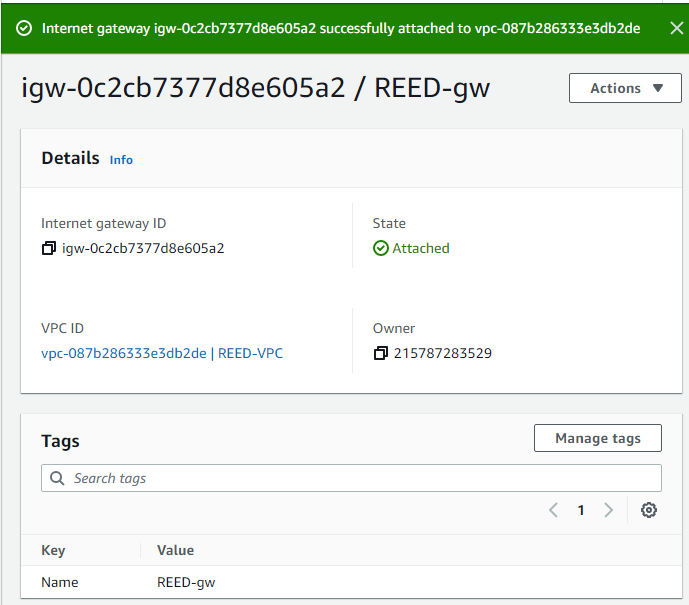 Internet gateway igw-0c2cb7377d8e605a2 successfully attached to vpc-087b286333e3db2de
igw-0c2cb7377d8e605a2 / REED-gw
Actions
Details Info
Internet gateway ID
igw-0c2cb7377d8e605a2
State
Attached
VPC ID
vpc-087b286333e3db2de | REED-VPC
Owner
215787283529
Tags
Manage tags
Search tags
1
Key Value
Name REED-gw